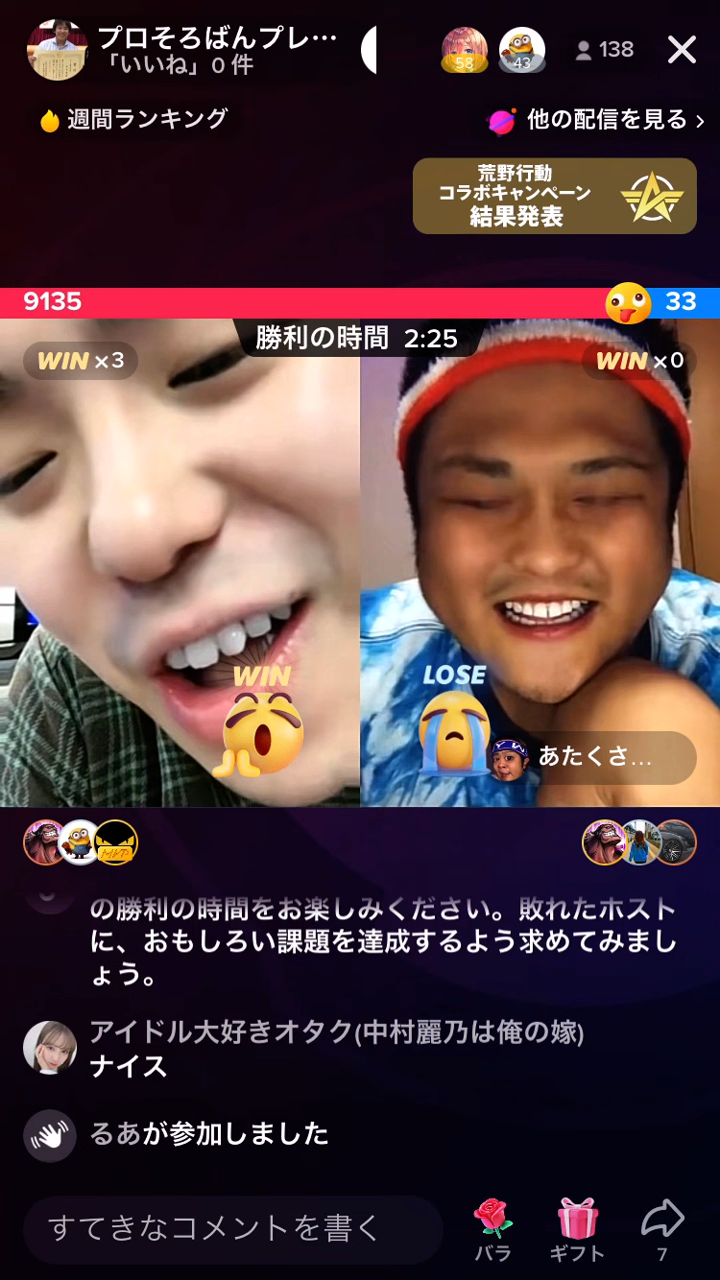 プロそろばんプレ…
「いいね」0 件
58
43
138
週間ランキング
他の配信を見る
荒野行動
コラボキャンペーン
結果発表
9135
33
勝利の時間 2:25
WIN ×3
WIN ×0
WIN
LOSE
あたくさ…
の勝利の時間をお楽しみください。敗れたホスト
に、おもしろい課題を達成するよう求めてみまし
ょう。
アイドル大好きオタク(中村麗乃は俺の嫁)
ナイス
るあが参加しました
すてきなコメントを書く
バラ
ギフト
7